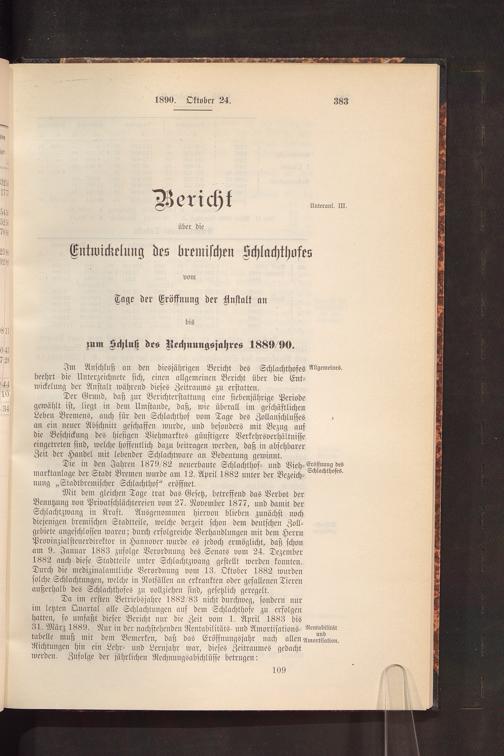 1890. Oktober 24.
383
Bericht
Unteranl. III.
über die
Entwickelung des bremischen Schlachthofes
vom
Tage der Eröffnung der Anstalt an
bis
zum Schluß des Rechnungsjahres 1889/90.
Im Anschluß an den diesjährigen Bericht des Schlachthofes
Allgemeines.
beehrt die Unterzeichnete sich, einen allgemeinen Bericht über die Ent-
wickelung der Anstalt während dieses Zeitraums zu erstatten.
Der Grund, daß zur Berichterstattung eine siebenjährige Periode
gewählt ist, liegt in dem Umstande, daß, wie überall im geschäftlichen
Leben Bremens, auch für den Schlachthof vom Tage des Zollanschlusses
an ein neuer Abschnitt geschaffen wurde, und besonders mit Bezug auf
die Beschickung des hiesigen Viehmarktes günstigere Verkehrsverhältnisse
eingetreten sind, welche hoffentlich dazu beitragen werden, daß in absehbarer
Zeit der Handel mit lebender Schlachtware an Bedeutung gewinnt.
Die in den Jahren 1879/82 neuerbaute Schlachthof- und Vieh-
Eröffnung des
Schlachthofes.
marktanlage der Stadt Bremen wurde am 12. April 1882 unter der Bezeich-
nung „Stadtbremischer Schlachthof“ eröffnet.
Mit dem gleichen Tage trat das Gesetz, betreffend das Verbot der
Benutzung von Privatschlächtereien vom 27. November 1877, und damit der
Schlachtzwang in Kraft. Ausgenommen hiervon blieben zunächst noch
diejenigen bremischen Stadtteile, welche derzeit schon dem deutschen Zoll-
gebiete angeschlossen waren; durch erfolgreiche Verhandlungen mit dem Herrn
Provinzialsteuerdirektor in Hannover wurde es jedoch ermöglicht, daß schon
am 9. Januar 1883 zufolge Verordnung des Senats vom 24. Dezember
1882 auch diese Stadtteile unter Schlachtzwang gestellt werden konnten.
Durch die medizinalamtliche Verordnung vom 13. Oktober 1882 wurden
solche Schlachtungen, welche in Notfällen an erkrankten oder gefallenen Tieren
außerhalb des Schlachthofes zu vollziehen sind, gesetzlich geregelt.
Da im ersten Betriebsjahre 1882/83 nicht durchweg, sondern nur
im letzten Quartal alle Schlachtungen auf dem Schlachthofe zu erfolgen
hatten, so umfaßt dieser Bericht nur die Zeit vom 1. April 1883 bis
31. März 1889. Nur in der nachstehenden Rentabilitäts- und Amortisations-
Rentabilität
und
Amortisation.
tabelle muß mit dem Bemerken, daß das Eröffnungsjahr nach allen
Richtungen hin ein Lehr- und Lernjahr war, dieses Zeitraumes gedacht
werden. Zufolge der jährlichen Rechnungsabschlüsse betrugen:
109